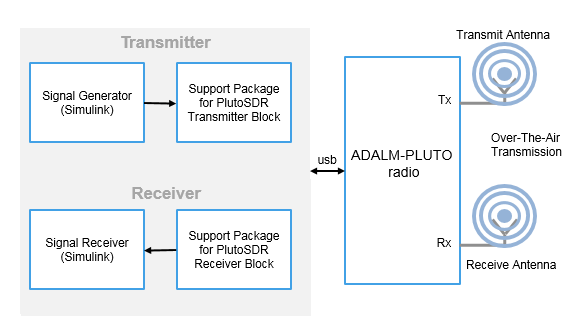 Transmitter
Signal Generator
(Simulink)
Support Package
for PlutoSDR
Transmitter Block
Receiver
Signal Receiver
(Simulink)
Support Package
for PlutoSDR
Receiver Block
usb
ADALM-PLUTO
radio
Tx
Rx
Transmit Antenna
Over-The-Air
Transmission
Receive Antenna